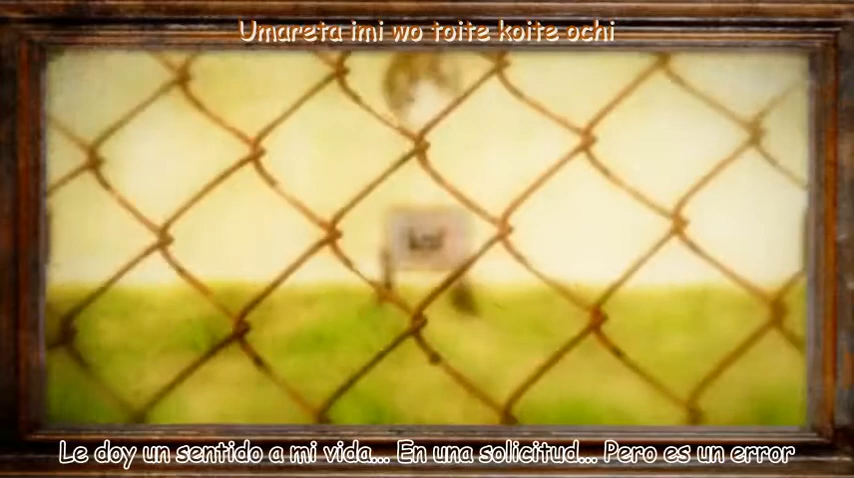 Umareta imi wo toite koite ochi
Le doy un sentido a mi vida... En una solicitud... Pero es un error